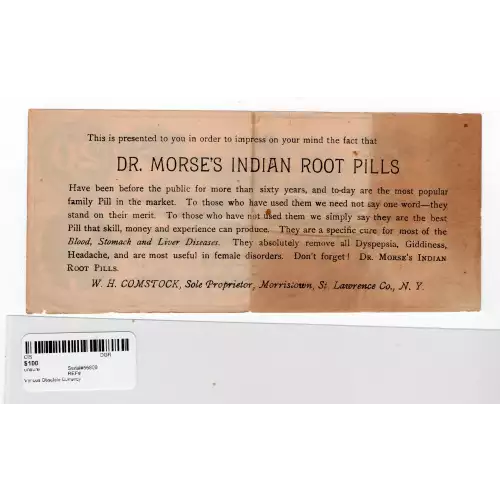 This is presented to you in order to impress on your mind the fact that
DR. MORSE'S INDIAN ROOT PILLS
Have been before the public for more than sixty years, and to-day are the most popular
family Pill in the market. To those who have used them we need not say one word—they
stand on their merit. To those who have not used them we simply say they are the best
Pill that skill, money and experience can produce. They are a specific cure for most of the
Blood, Stomach and Liver Diseases. They absolutely remove all Dyspepsia, Giddiness,
Headache, and are most useful in female disorders. Don't forget! DR. MORSE'S INDIAN
ROOT PILLS.
W. H. COMSTOCK, Sole Proprietor, Morristown, St. Lawrence Co., N. Y.
$100
unsure
REF#
Various Obsolete Currency